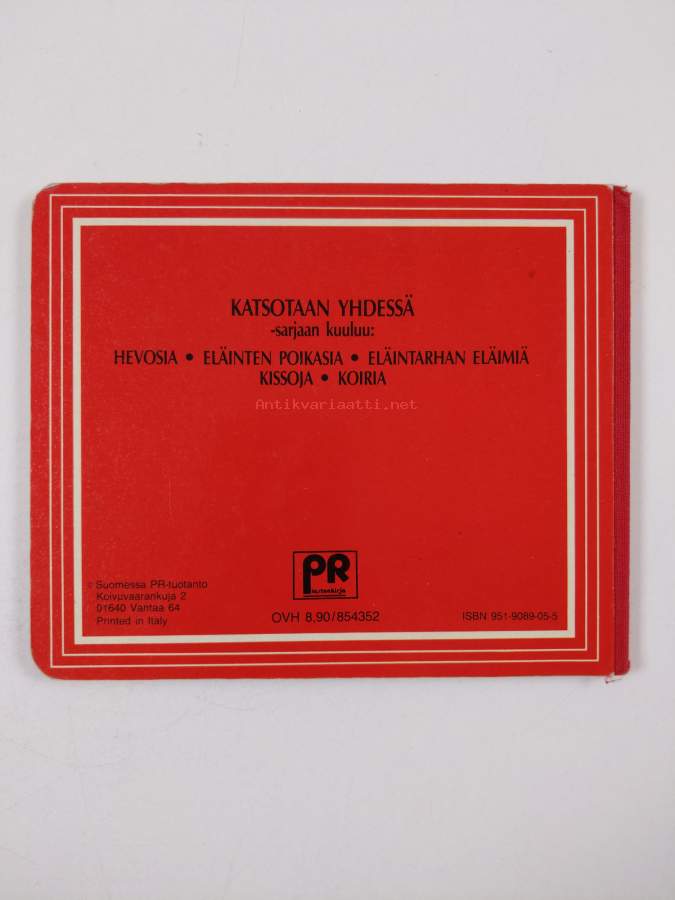 KATSOTAAN YHDESSÄ
-sarjaan kuuluu:
HEVOSIA • ELÄINTEN POIKASIA • ELÄINTARHAN ELÄIMIÄ
KISSOJA • KOIRIA
Antikvariaatti.net
© Suomessa PR-tuotanto
Koivuvaarankuja 2
01640 Vantaa 64
Printed in Italy
PR
lastenkirja
OVH 8,90/854352
ISBN 951-9089-05-5